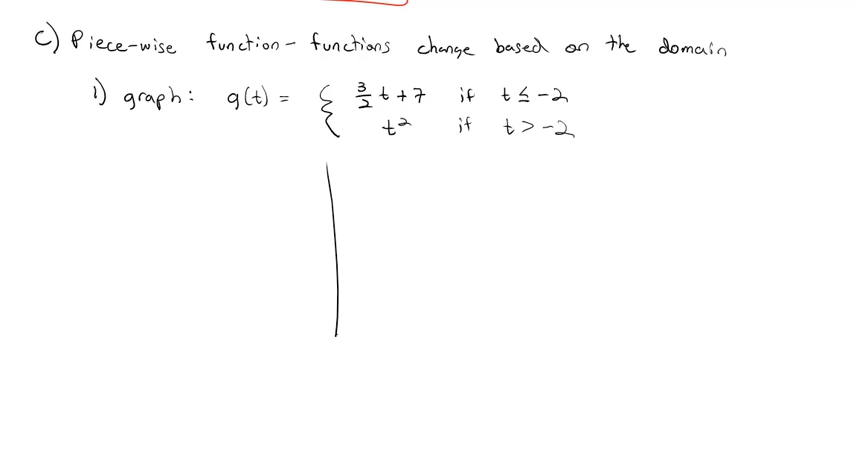 C) Piece-wise function - functions change based on the domain
1) graph: g(t) = { 3/2 t + 7 if t ≤ -2
t² if t > -2